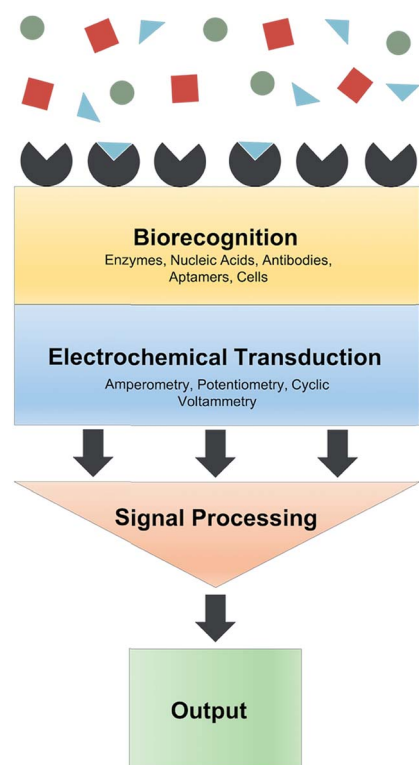 Biorecognition
Enzymes, Nucleic Acids, Antibodies,
Aptamers, Cells
Electrochemical Transduction
Amperometry, Potentiometry, Cyclic
Voltammetry
Signal Processing
Output